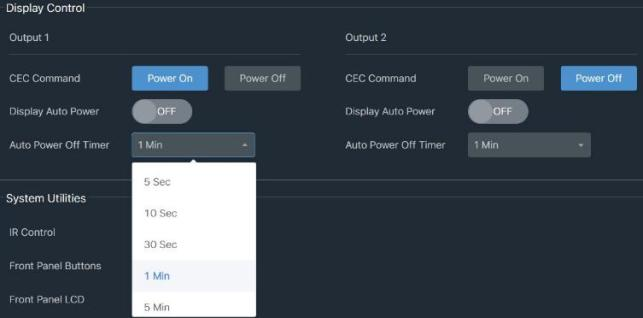 Display Control
Output 1
Output 2
CEC Command Power On Power Off
CEC Command Power On Power Off
Display Auto Power OFF
Display Auto Power OFF
Auto Power Off Timer 1 Min
Auto Power Off Timer 1 Min
5 Sec
10 Sec
30 Sec
1 Min
5 Min
System Utilities
IR Control
Front Panel Buttons
Front Panel LCD